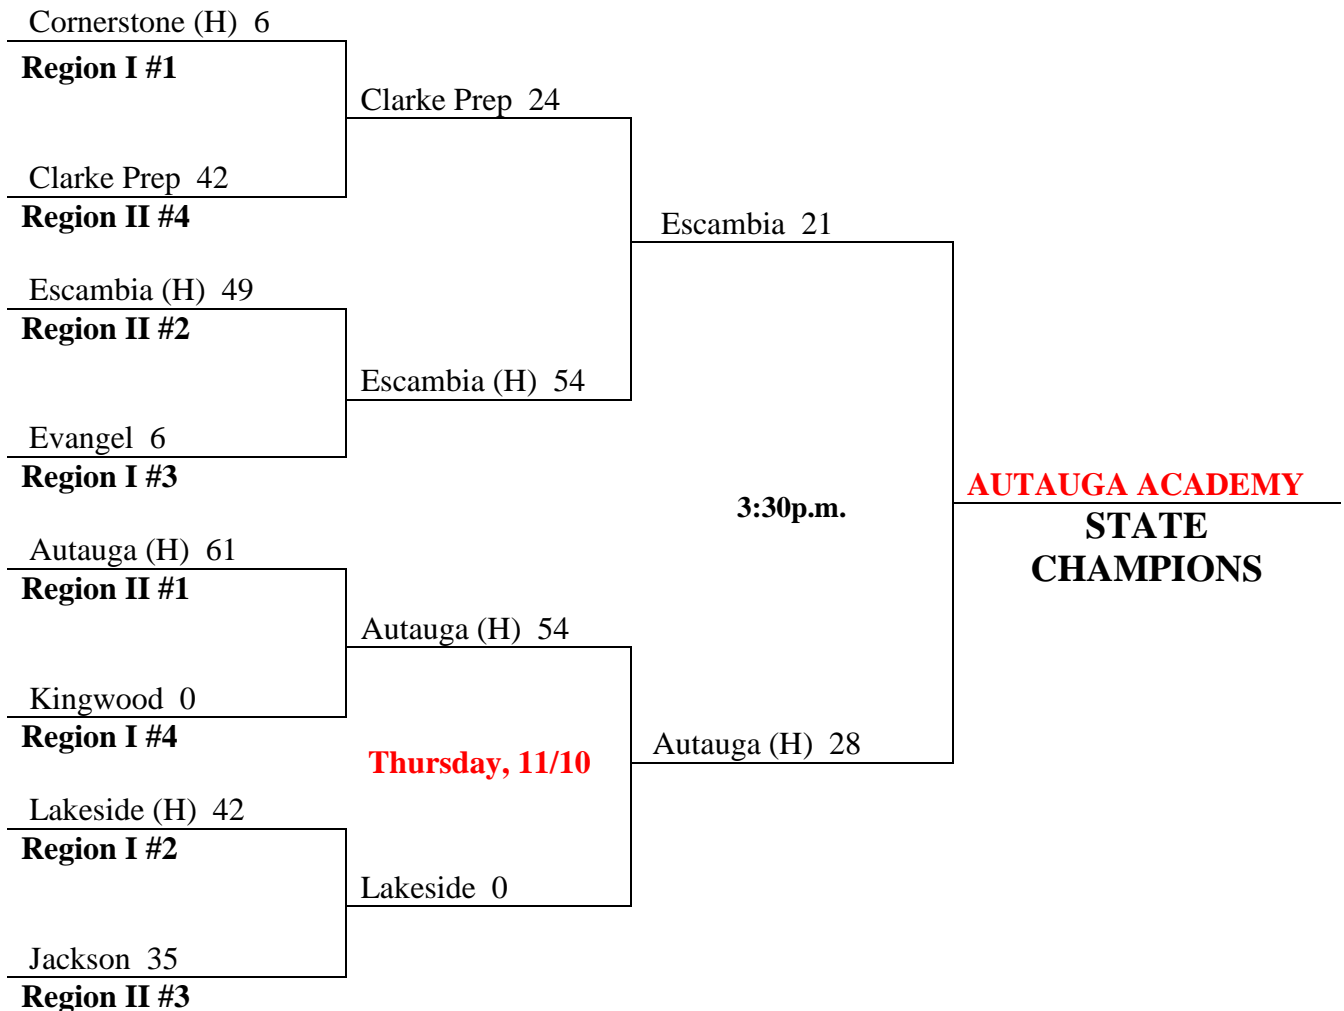 Cornerstone (H) 6
Region I #1
Clarke Prep 24
Clarke Prep 42
Region II #4
Escambia 21
Escambia (H) 49
Region II #2
Escambia (H) 54
Evangel 6
Region I #3
AUTAUGA ACADEMY
3:30p.m.
STATE
CHAMPIONS
Autauga (H) 61
Region II #1
Autauga (H) 54
Kingwood 0
Region I #4
Thursday, 11/10
Autauga (H) 28
Lakeside (H) 42
Region I #2
Lakeside 0
Jackson 35
Region II #3